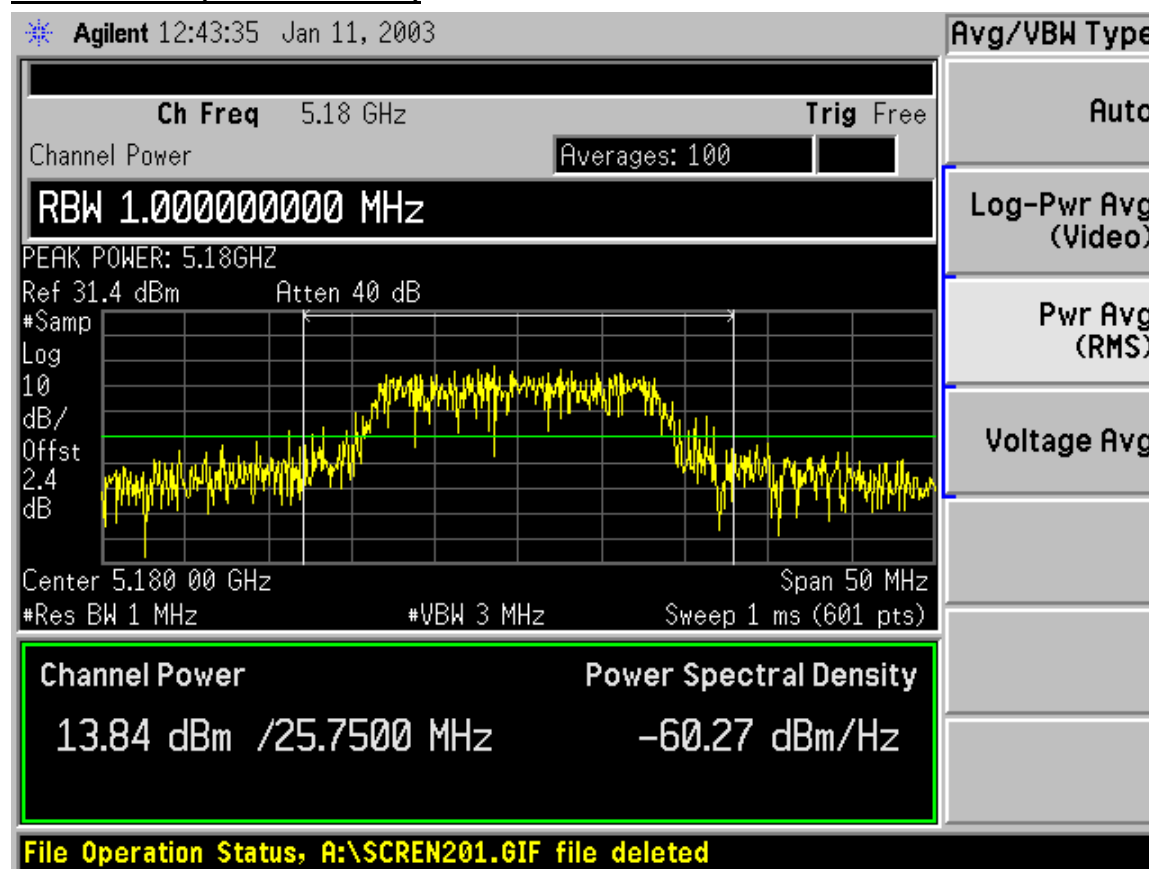 Agilent 12:43:35 Jan 11, 2003
Avg/VBW Type
Ch Freq 5.18 GHz Trig Free
Channel Power Averages: 100
RBW 1.000000000 MHz
PEAK POWER: 5.18GHZ
Ref 31.4 dBm Atten 40 dB
#Samp
Log
10
dB/
Offst
2.4
dB
Center 5.180 00 GHz Span 50 MHz
#Res BW 1 MHz #VBW 3 MHz Sweep 1 ms (601 pts)
Channel Power Power Spectral Density
13.84 dBm /25.7500 MHz -60.27 dBm/Hz
File Operation Status, A:\SCREN201.GIF file deleted
Auto
Log-Pwr Avg
(Video)
Pwr Avg
(RMS)
Voltage Avg